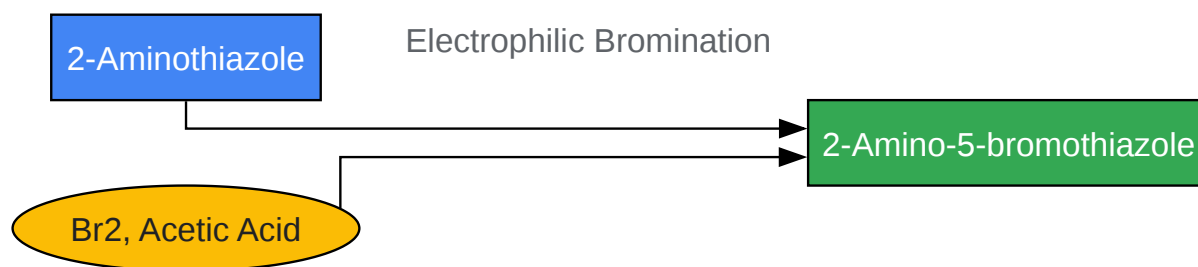 2-Aminothiazole
Electrophilic Bromination
2-Amino-5-bromothiazole
Br2, Acetic Acid